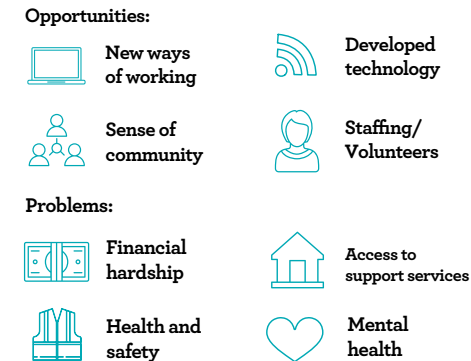 Opportunities:
New ways
of working
Developed
technology
Sense of
community
Staffing/
Volunteers
Problems:
Financial
hardship
Access to
support services
Health and
safety
Mental
health